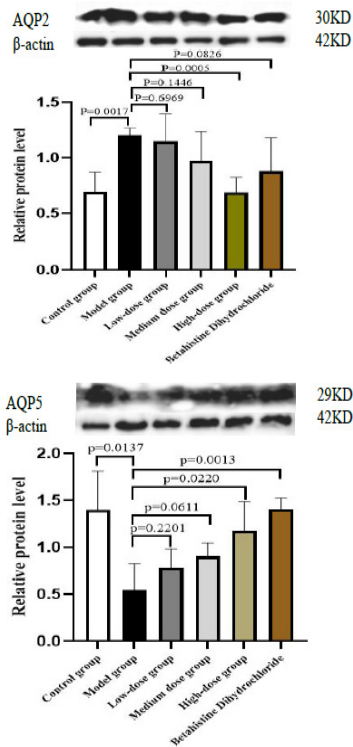 AQP2 30KD
β-actin 42KD
P=0.0826
P=0.0005
P=0.1446
P=0.6969
P=0.0017
Relative protein level
1.5
1.0
0.5
0.0
Control group
Model group
Low-dose group
Medium dose group
High-dose group
Betahistine Dihydrochloride
AQP5 29KD
β-actin 42KD
p=0.0137
p=0.0013
p=0.0220
p=0.0611
p=0.2201
Relative protein level
2.0
1.5
1.0
0.5
0.0
Control group
Model group
Low-dose group
Medium dose group
High-dose group
Betahistine Dihydrochloride